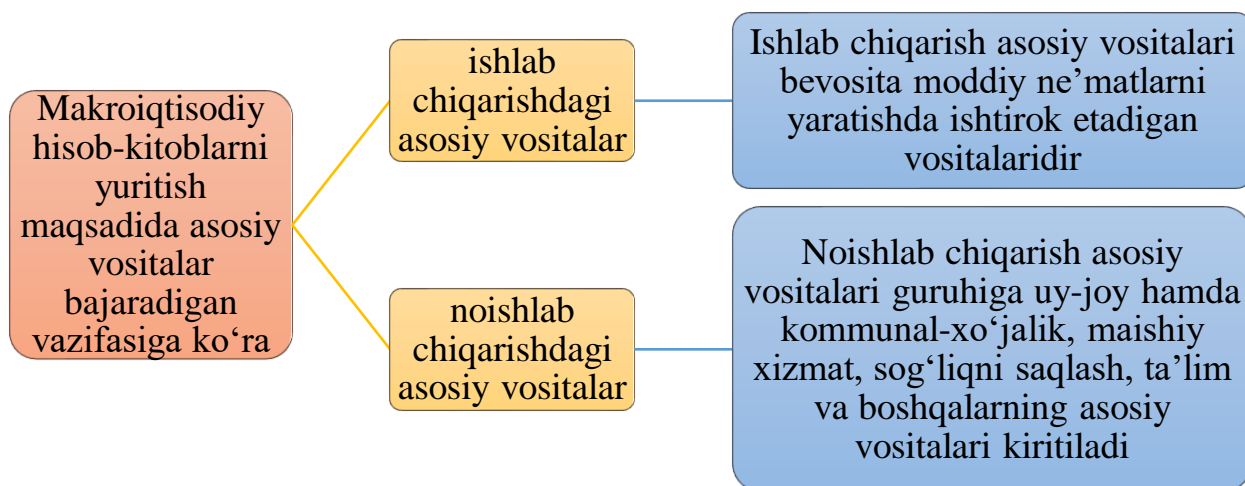 Makroiqtisodiy
hisob-kitoblarni
yuritish
maqsadida asosiy
vositalar
bajaradigan
vazifasiga ko‘ra
ishlab
chiqarishdagi
asosiy vositalar
Ishlab chiqarish asosiy vositalari
bevosita moddiy ne’matlarni
yaratishda ishtirok etadigan
vositalaridir
noishlab
chiqarishdagi
asosiy vositalar
Noishlab chiqarish asosiy
vositalari guruhiga uy-joy hamda
kommunal-xo‘jalik, maishiy
xizmat, sog‘liqni saqlash, ta’lim
va boshqalarning asosiy
vositalari kiritiladi